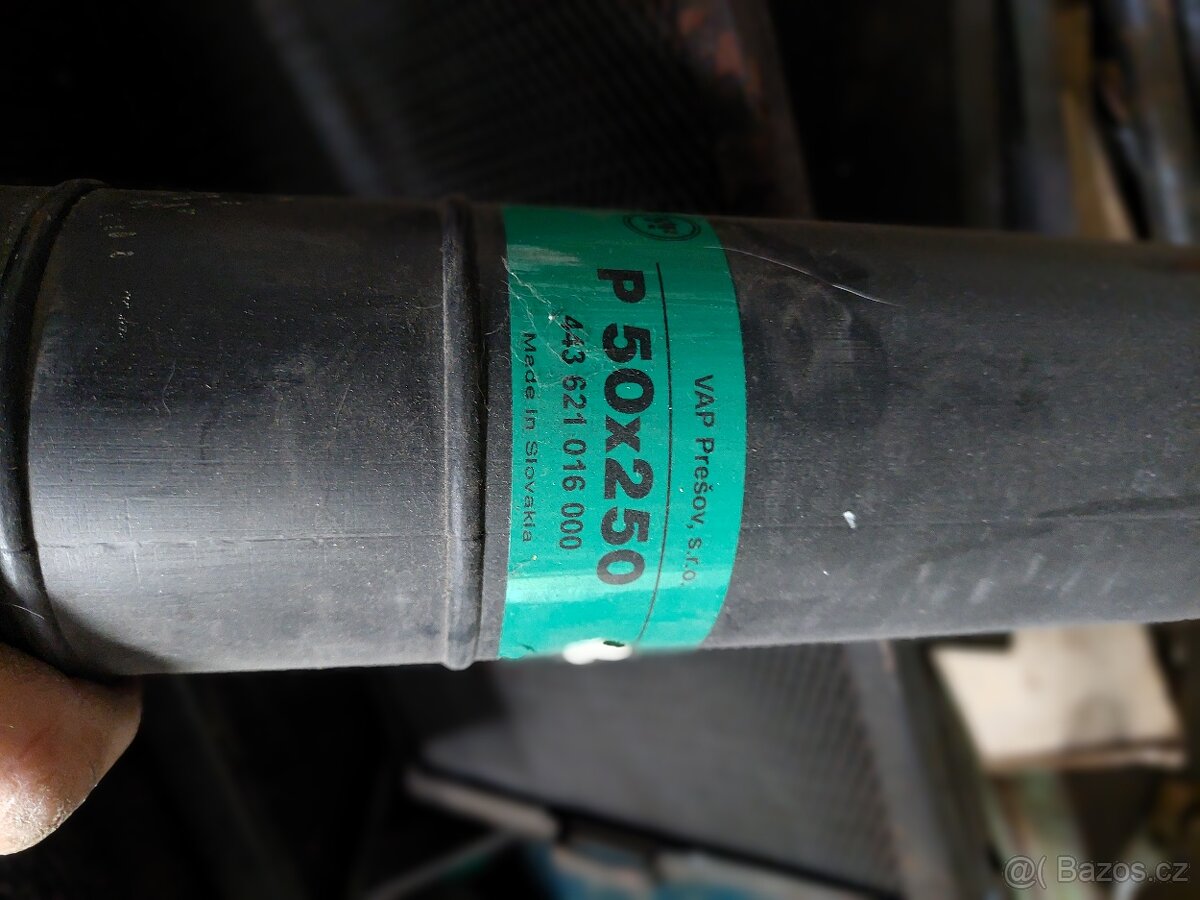 VAP Prešov, s.r.o.
P 50x250
443 621 016 000
Made in Slovakia
@( Bazos.cz